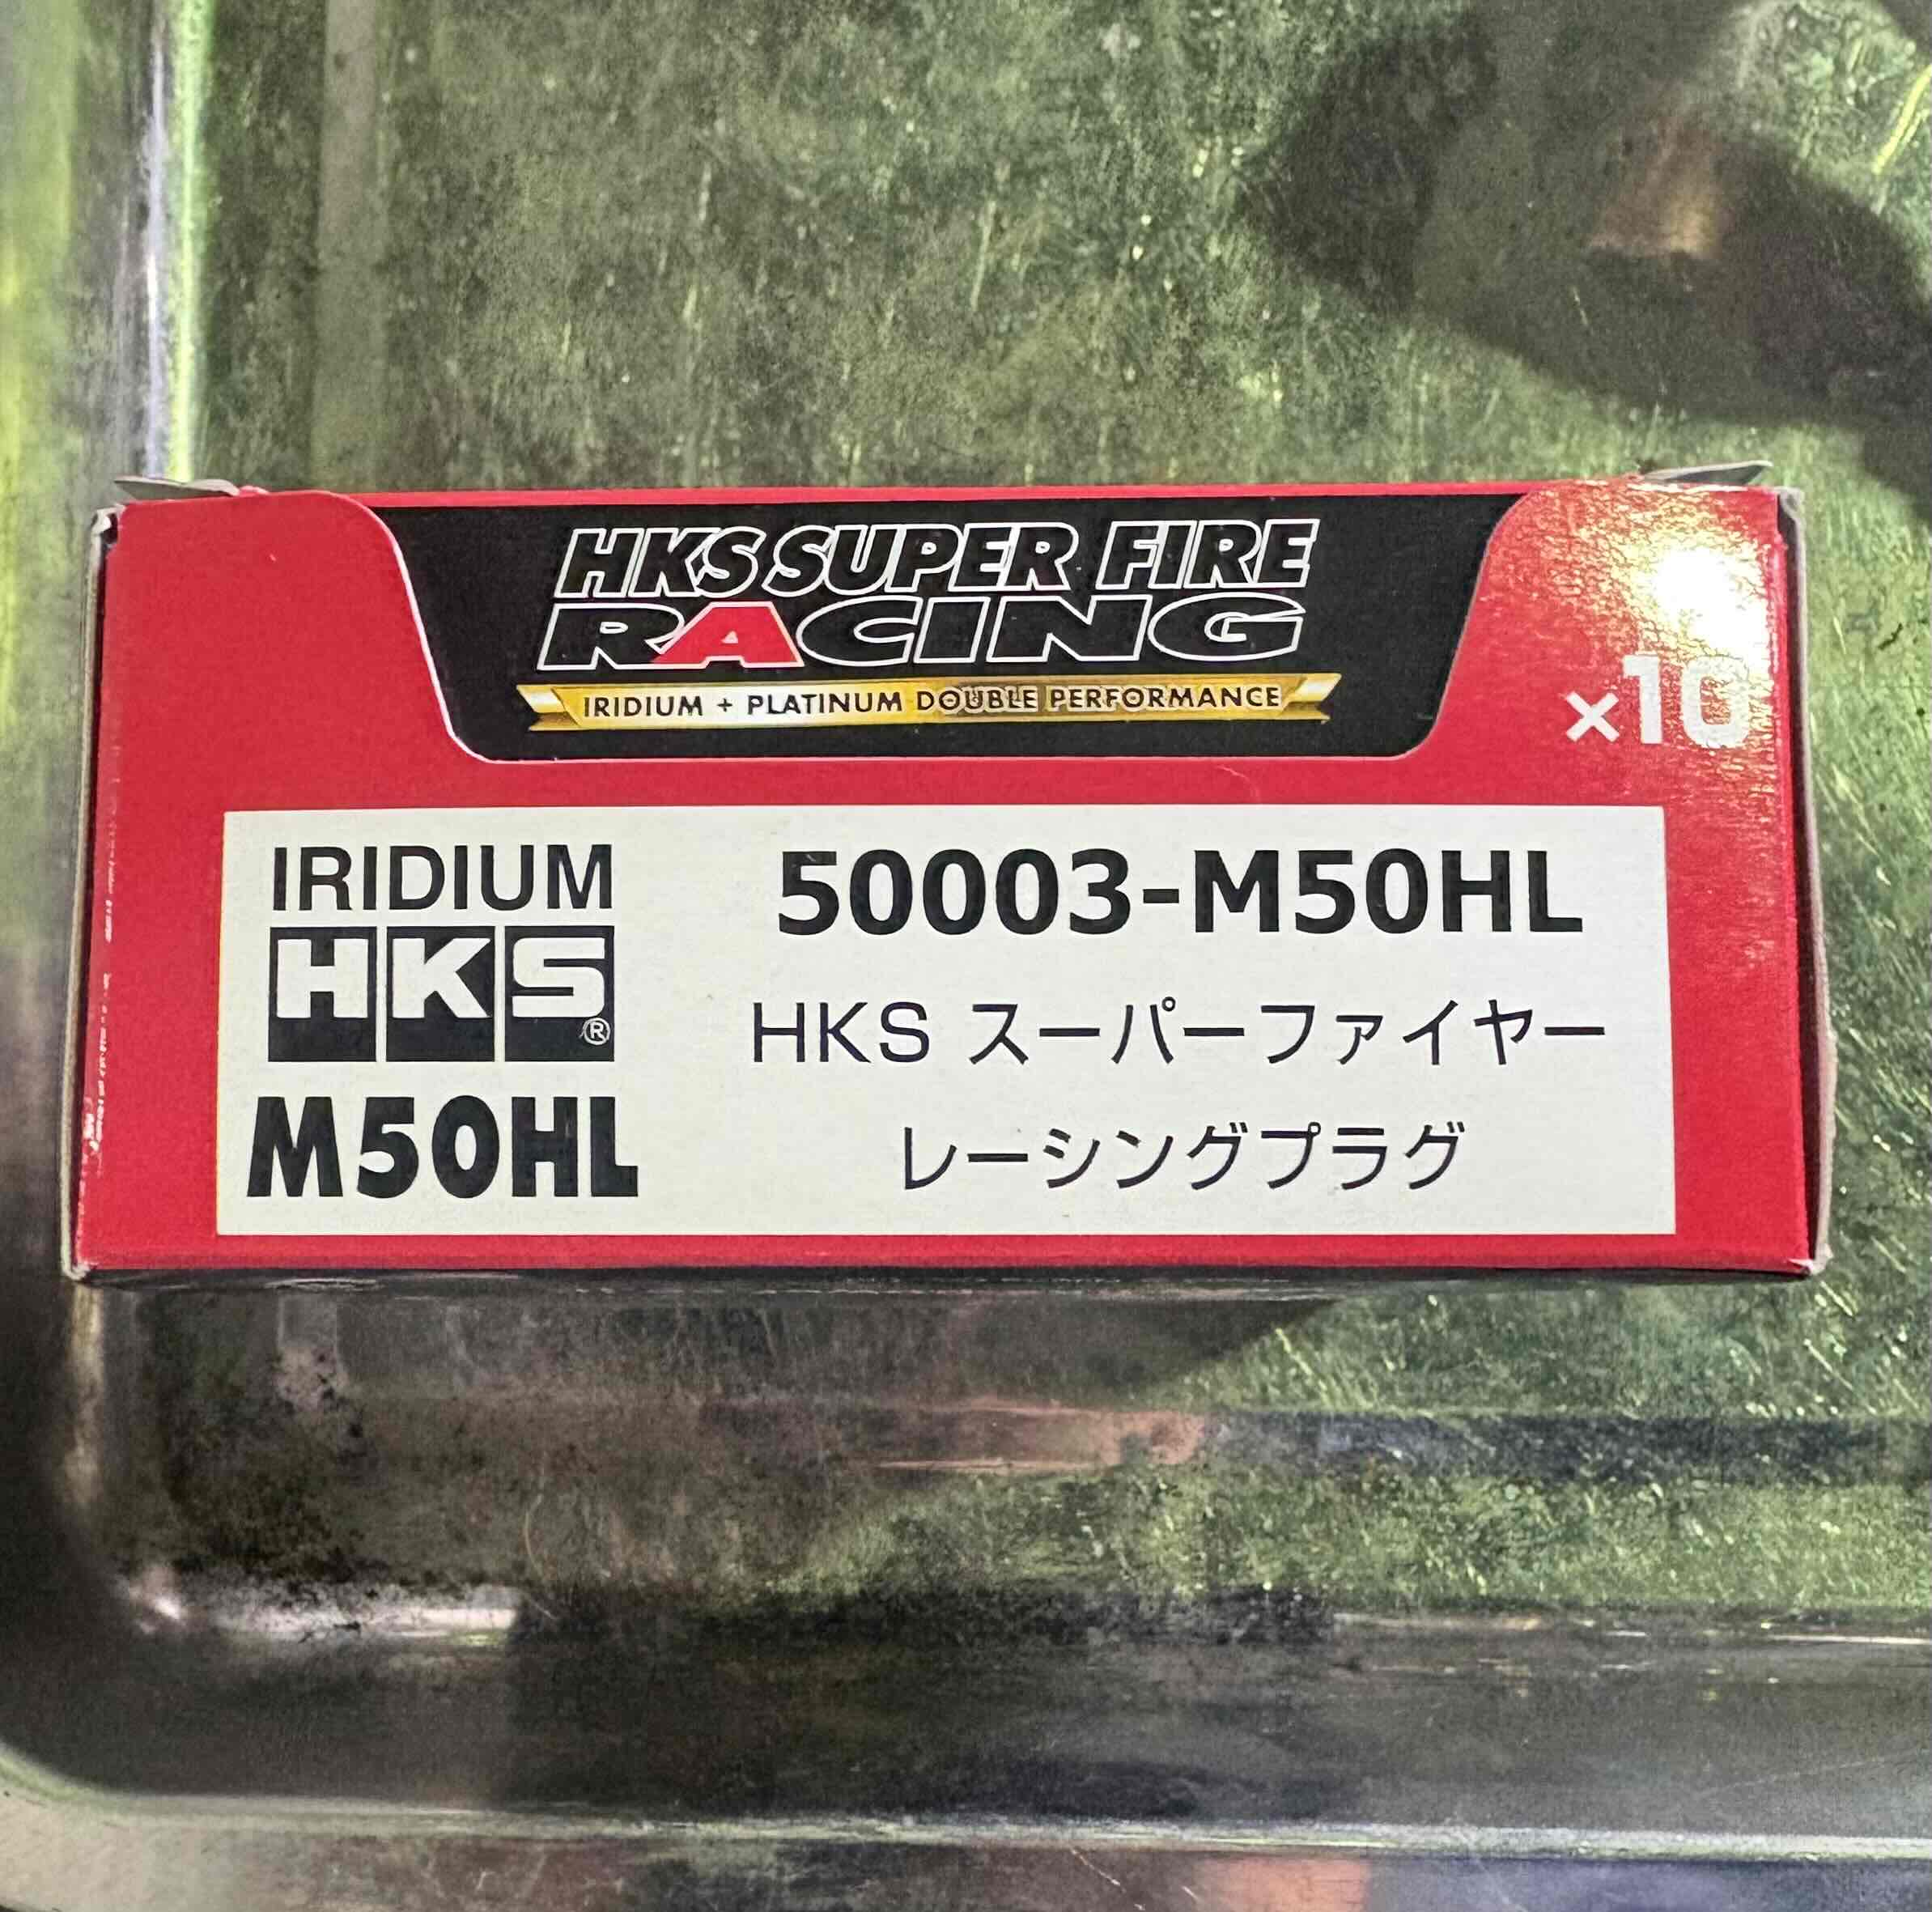 HKS SUPER FIRE
RACING
IRIDIUM + PLATINUM DOUBLE PERFORMANCE
×10
IRIDIUM
HKS®
M50HL
50003-M50HL
HKS スーパーファイヤー
レーシングプラグ